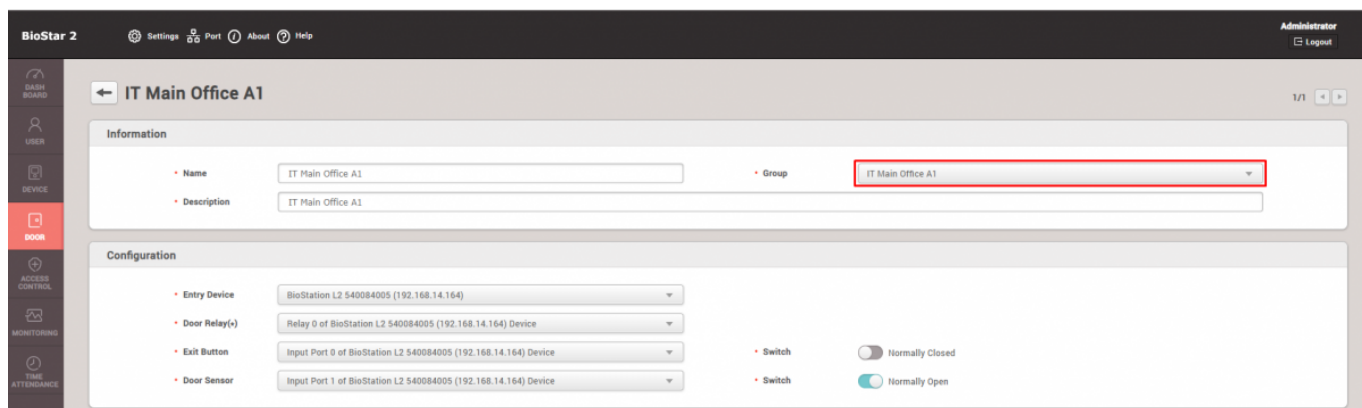 BioStar 2 Settings Port About Help
Administrator
Logout
DASH
BOARD
IT Main Office A1
1/1
USER
Information
Name IT Main Office A1 Group IT Main Office A1
DEVICE
Description IT Main Office A1
DOOR
Configuration
ACCESS
CONTROL
Entry Device BioStation L2 540084005 (192.168.14.164)
MONITORING
Door Relay(*) Relay 0 of BioStation L2 540084005 (192.168.14.164) Device
Exit Button Input Port 0 of BioStation L2 540084005 (192.168.14.164) Device Switch Normally Closed
TIME
ATTENDANCE
Door Sensor Input Port 1 of BioStation L2 540084005 (192.168.14.164) Device Switch Normally Open